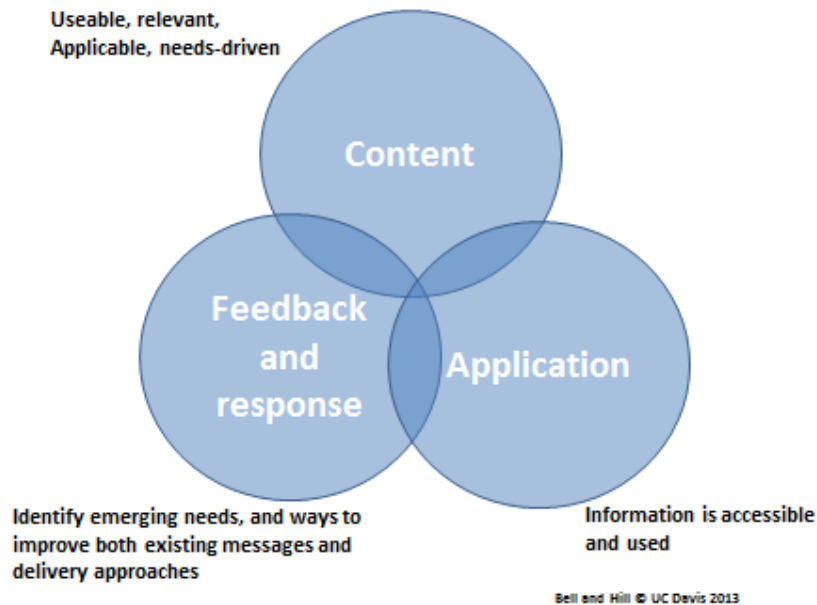 Useable, relevant,
Applicable, needs-driven
Content
Feedback
and
response
Application
Identify emerging needs, and ways to
improve both existing messages and
delivery approaches
Information is accessible
and used
Bell and Hill © UC Davis 2013